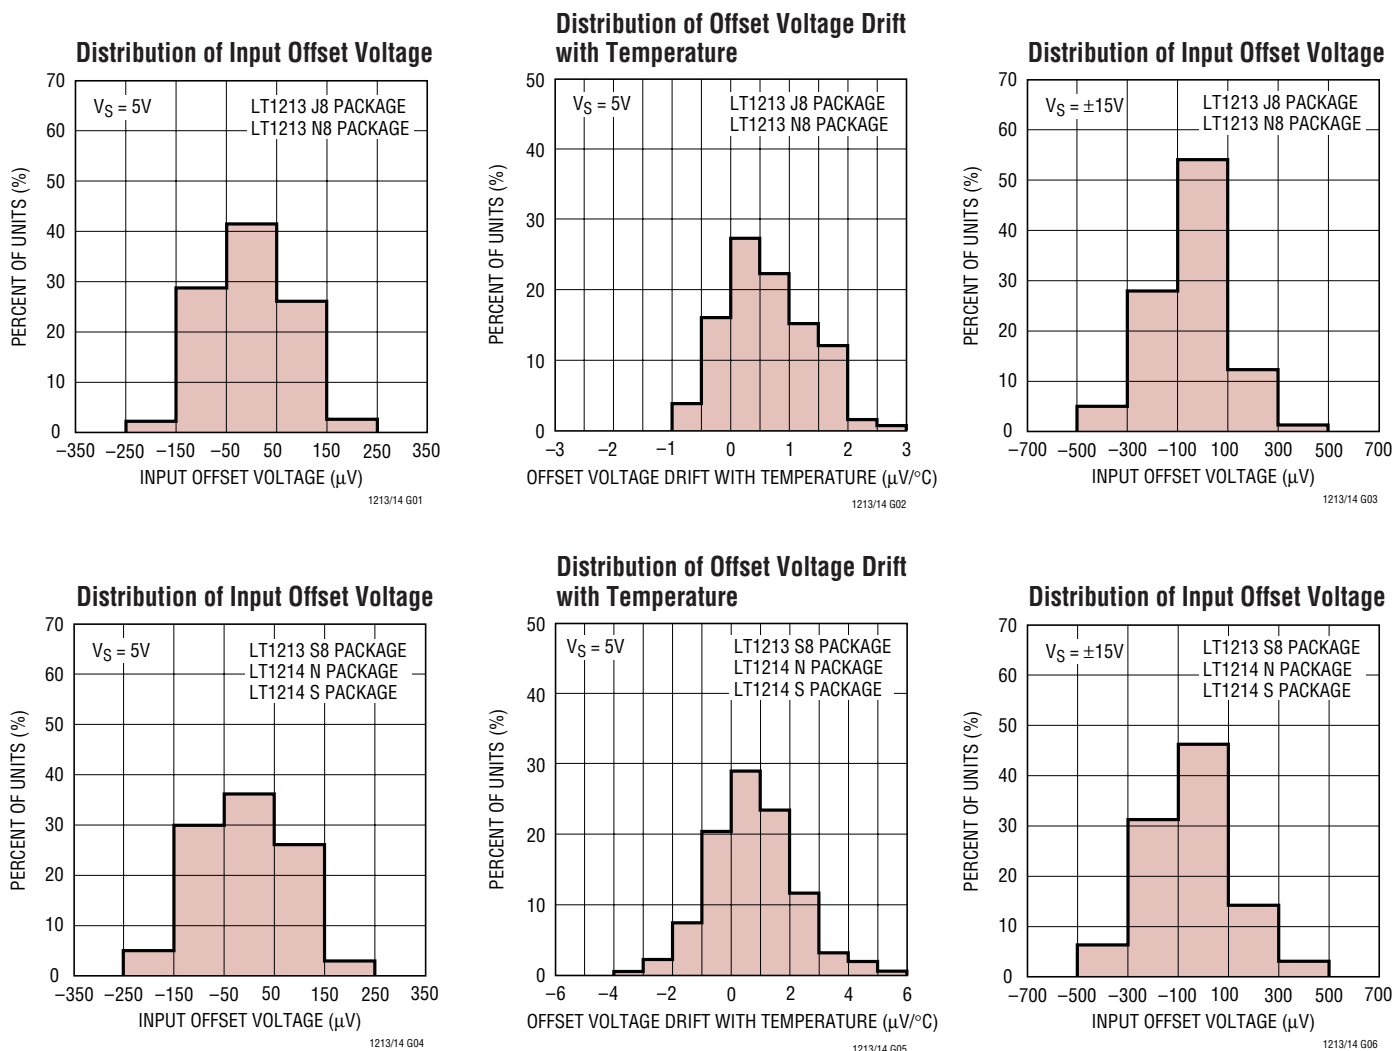 Distribution of Input Offset Voltage
70
60
50
40
30
20
10
0
PERCENT OF UNITS (%)
VS = 5V
LT1213 J8 PACKAGE
LT1213 N8 PACKAGE
–350 –250 –150 –50 50 150 250 350
INPUT OFFSET VOLTAGE (µV)
1213/14 G01
Distribution of Offset Voltage Drift
with Temperature
50
40
30
20
10
0
PERCENT OF UNITS (%)
VS = 5V
LT1213 J8 PACKAGE
LT1213 N8 PACKAGE
–3 –2 –1 0 1 2 3
OFFSET VOLTAGE DRIFT WITH TEMPERATURE (µV/°C)
1213/14 G02
Distribution of Input Offset Voltage
70
60
50
40
30
20
10
0
PERCENT OF UNITS (%)
VS = ±15V
LT1213 J8 PACKAGE
LT1213 N8 PACKAGE
–700 –500 –300 –100 100 300 500 700
INPUT OFFSET VOLTAGE (µV)
1213/14 G03
Distribution of Input Offset Voltage
70
60
50
40
30
20
10
0
PERCENT OF UNITS (%)
VS = 5V
LT1213 S8 PACKAGE
LT1214 N PACKAGE
LT1214 S PACKAGE
–350 –250 –150 –50 50 150 250 350
INPUT OFFSET VOLTAGE (µV)
1213/14 G04
Distribution of Offset Voltage Drift
with Temperature
50
40
30
20
10
0
PERCENT OF UNITS (%)
VS = 5V
LT1213 S8 PACKAGE
LT1214 N PACKAGE
LT1214 S PACKAGE
–6 –4 –2 0 2 4 6
OFFSET VOLTAGE DRIFT WITH TEMPERATURE (µV/°C)
1213/14 G05
Distribution of Input Offset Voltage
70
60
50
40
30
20
10
0
PERCENT OF UNITS (%)
VS = ±15V
LT1213 S8 PACKAGE
LT1214 N PACKAGE
LT1214 S PACKAGE
–700 –500 –300 –100 100 300 500 700
INPUT OFFSET VOLTAGE (µV)
1213/14 G06